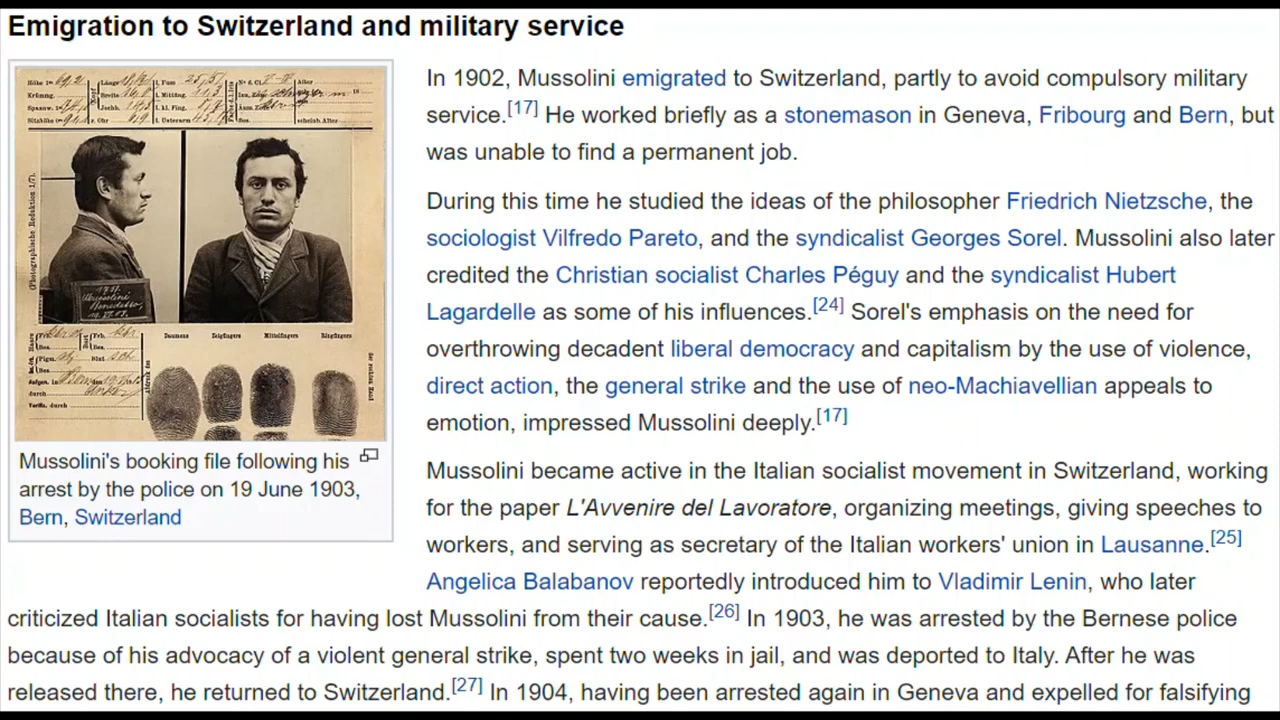 Emigration to Switzerland and military service
In 1902, Mussolini emigrated to Switzerland, partly to avoid compulsory military
service.[17] He worked briefly as a stonemason in Geneva, Fribourg and Bern, but
was unable to find a permanent job.
During this time he studied the ideas of the philosopher Friedrich Nietzsche, the
sociologist Vilfredo Pareto, and the syndicalist Georges Sorel. Mussolini also later
credited the Christian socialist Charles Péguy and the syndicalist Hubert
Lagardelle as some of his influences.[24] Sorel's emphasis on the need for
overthrowing decadent liberal democracy and capitalism by the use of violence,
direct action, the general strike and the use of neo-Machiavellian appeals to
emotion, impressed Mussolini deeply.[17]
Mussolini became active in the Italian socialist movement in Switzerland, working
for the paper L'Avvenire del Lavoratore, organizing meetings, giving speeches to
workers, and serving as secretary of the Italian workers' union in Lausanne.[25]
Angelica Balabanov reportedly introduced him to Vladimir Lenin, who later
criticized Italian socialists for having lost Mussolini from their cause.[26] In 1903, he was arrested by the Bernese police
because of his advocacy of a violent general strike, spent two weeks in jail, and was deported to Italy. After he was
released there, he returned to Switzerland.[27] In 1904, having been arrested again in Geneva and expelled for falsifying
(Photographische Redaktion 1/7).
Mussolini
Benedetto,
Daumens Zeigfingers Mittelfingers Ringfingers
Mussolini's booking file following his
arrest by the police on 19 June 1903,
Bern, Switzerland